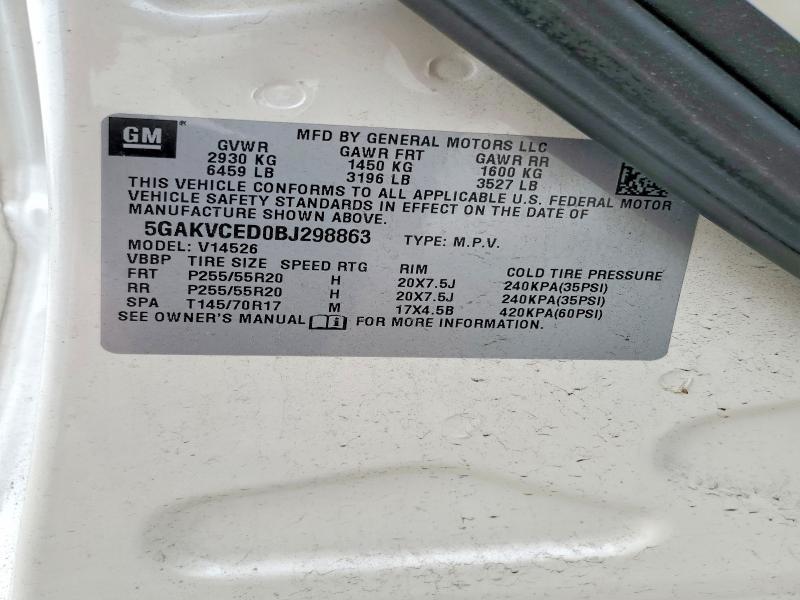 GM
MFD BY GENERAL MOTORS LLC
GVWR GAWR FRT GAWR RR
2930 KG 1450 KG 1600 KG
6459 LB 3196 LB 3527 LB
THIS VEHICLE CONFORMS TO ALL APPLICABLE U.S. FEDERAL MOTOR
VEHICLE SAFETY STANDARDS IN EFFECT ON THE DATE OF
MANUFACTURE SHOWN ABOVE.
5GAKVCED0BJ298863 TYPE: M.P.V.
MODEL: V14526
VBBP TIRE SIZE SPEED RTG RIM COLD TIRE PRESSURE
FRT P255/55R20 H 20X7.5J 240KPA(35PSI)
RR P255/55R20 H 20X7.5J 240KPA(35PSI)
SPA T145/70R17 M 17X4.5B 420KPA(60PSI)
SEE OWNER'S MANUAL FOR MORE INFORMATION.